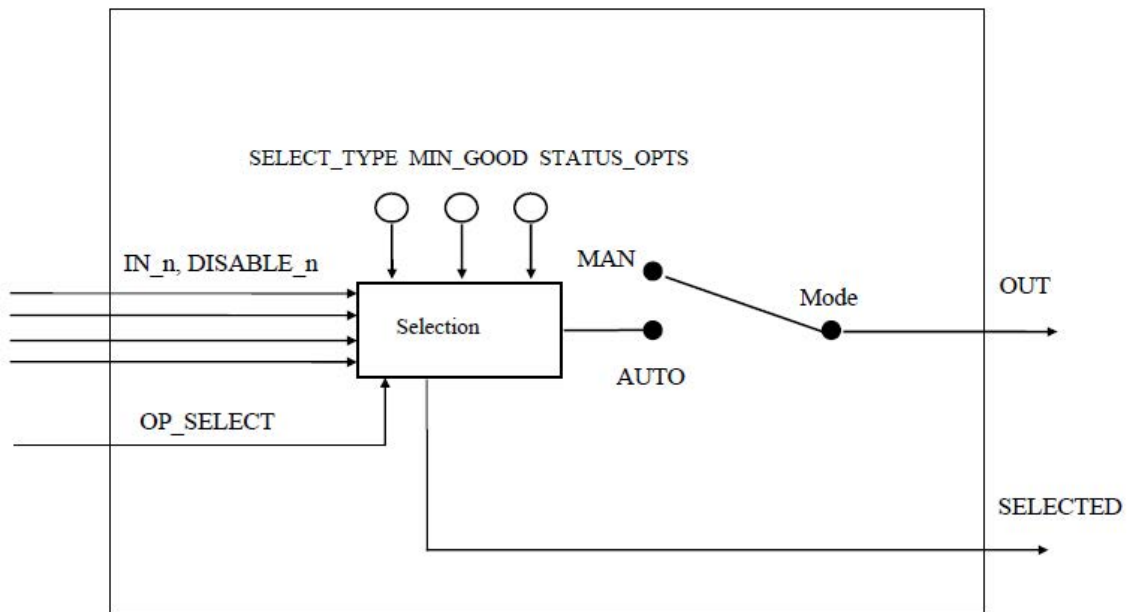 SELECT_TYPE MIN_GOOD STATUS_OPTS
IN_n, DISABLE_n
MAN
OUT
Mode
Selection
AUTO
OP_SELECT
SELECTED